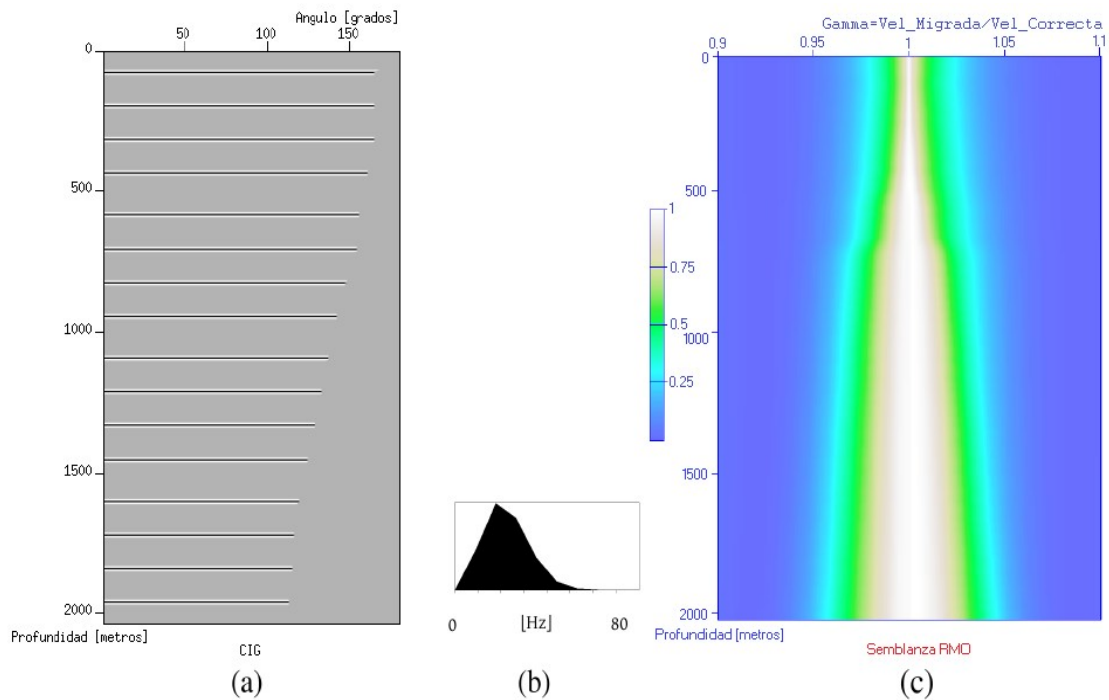 Angulo [grados]
50
100
150
0
500
1000
1500
2000
Profundidad [metros]
CIG
(a)
1
0.75
0.5
0.25
0
[Hz]
80
(b)
Gamma=Vel_Migrada/Vel_Correcta
0.9
0.95
1
1.05
1.1
0
500
1000
1500
2000
Profundidad [metros]
Semblanza RMO
(c)